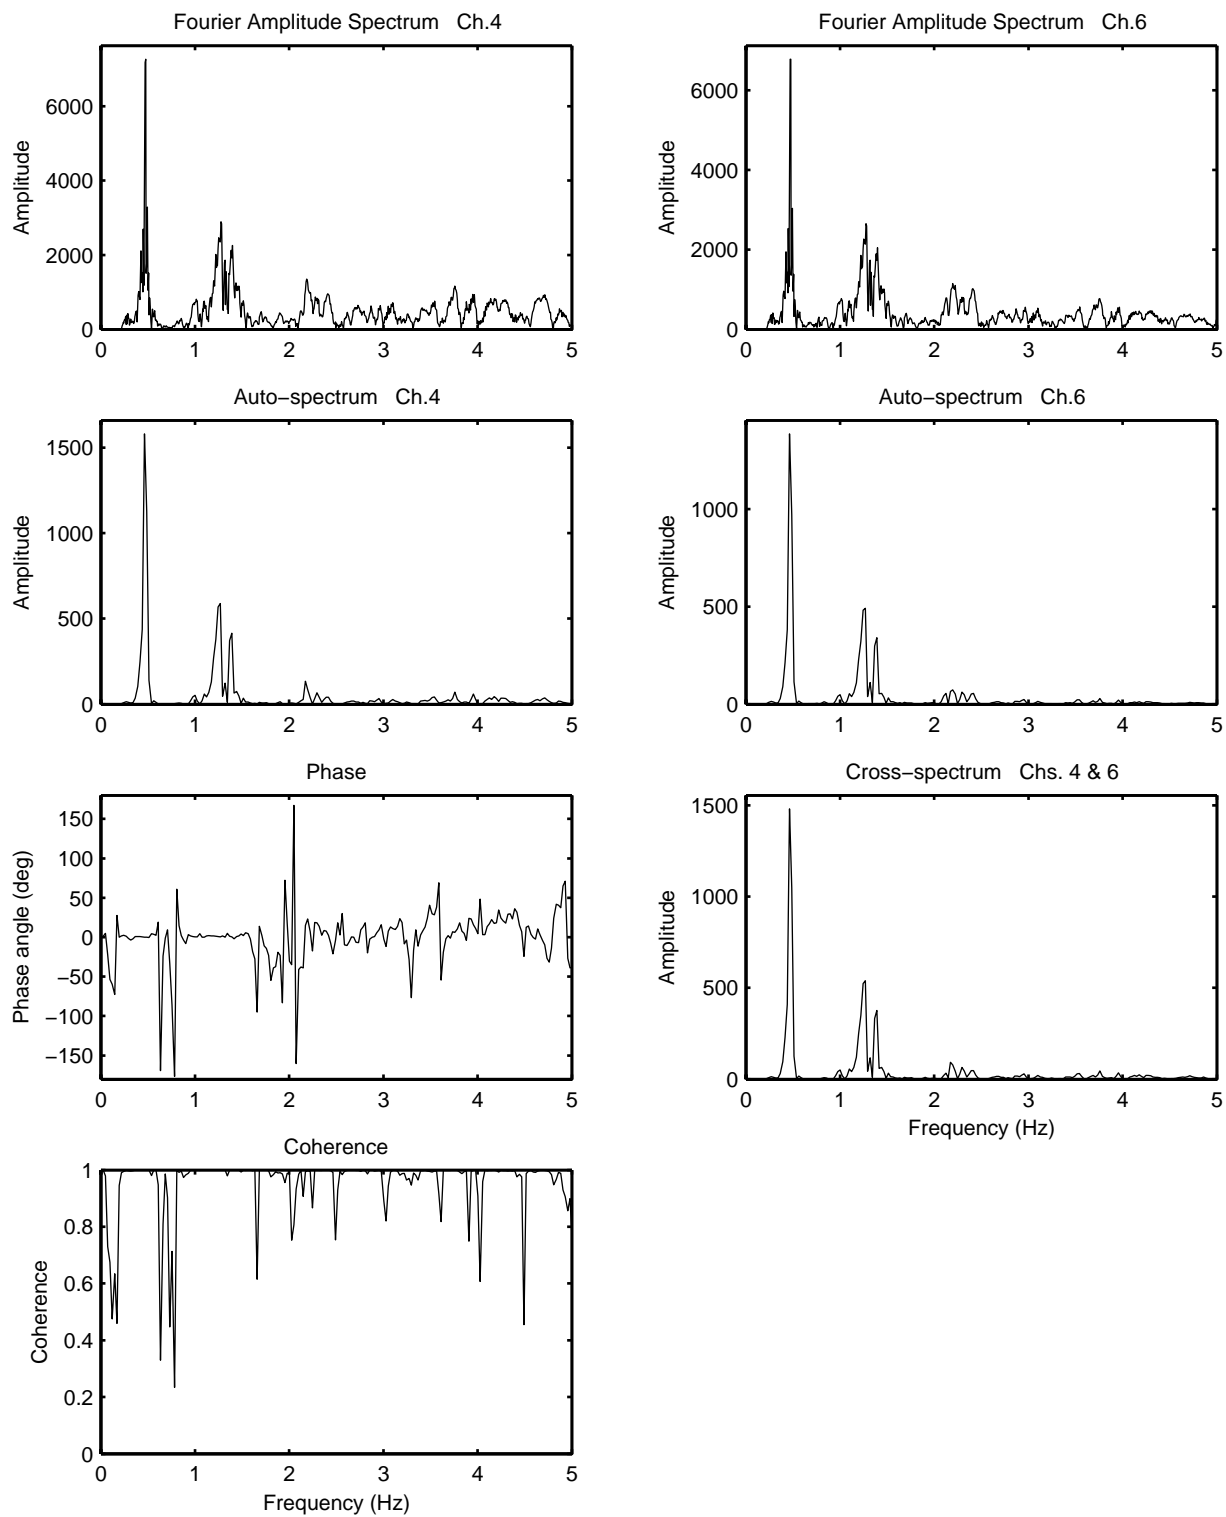 Fourier Amplitude Spectrum Ch.4
Amplitude
6000
4000
2000
0
0 1 2 3 4 5
Fourier Amplitude Spectrum Ch.6
Amplitude
6000
4000
2000
0
0 1 2 3 4 5
Auto−spectrum Ch.4
Amplitude
1500
1000
500
0
0 1 2 3 4 5
Auto−spectrum Ch.6
Amplitude
1000
500
0
0 1 2 3 4 5
Phase
Phase angle (deg)
150
100
50
0
−50
−100
−150
0 1 2 3 4 5
Cross−spectrum Chs. 4 & 6
Amplitude
1500
1000
500
0
0 1 2 3 4 5
Frequency (Hz)
Coherence
Coherence
1
0.8
0.6
0.4
0.2
0
0 1 2 3 4 5
Frequency (Hz)